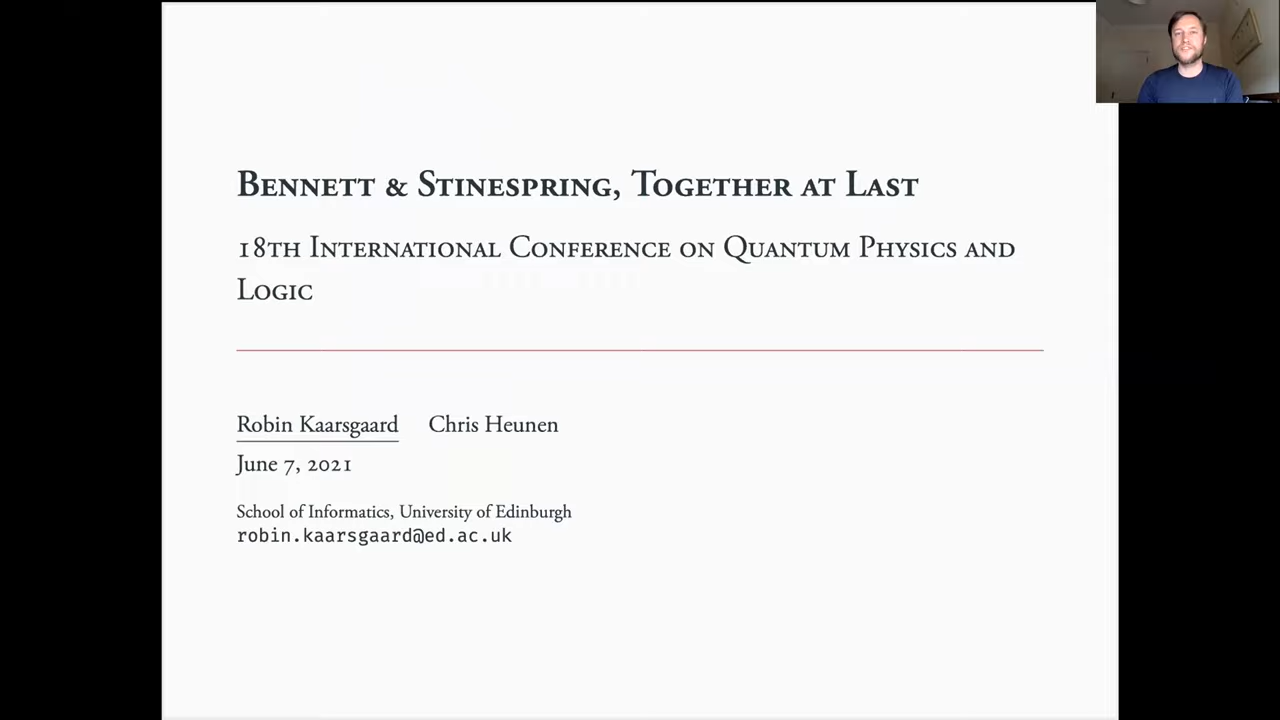 Bennett & Stinespring, Together at Last
18th International Conference on Quantum Physics and
Logic
Robin Kaarsgaard Chris Heunen
June 7, 2021
School of Informatics, University of Edinburgh
robin.kaarsgaard@ed.ac.uk